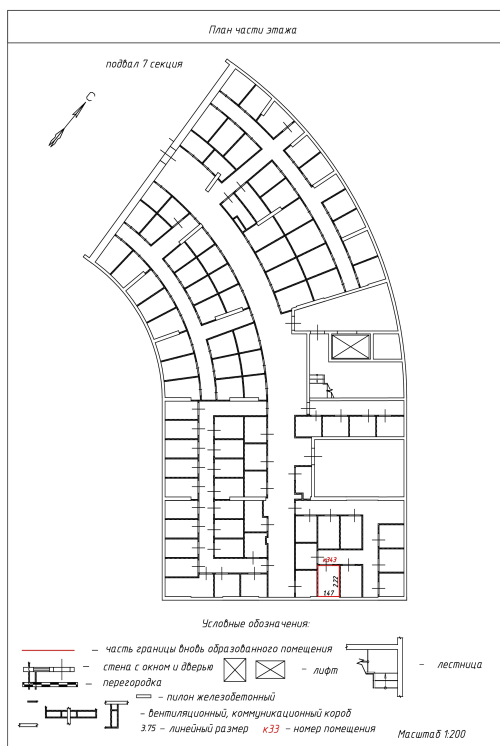 План части этажа
подвал 7 секция
С
к343
2.22
1.47
Условные обозначения:
– часть границы вновь образованного помещения
– стена с окном и дверью
– лифт
– лестница
– перегородка
– пилон железобетонный
– вентиляционный, коммуникационный короб
3.75 – линейный размер к33 – номер помещения
Масштаб 1:200